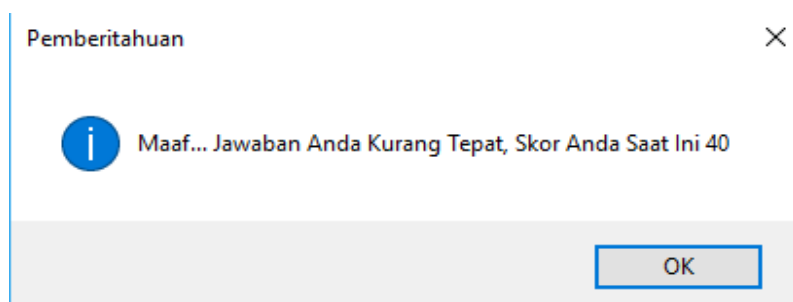 Pemberitahuan
Maaf... Jawaban Anda Kurang Tepat, Skor Anda Saat Ini 40
OK